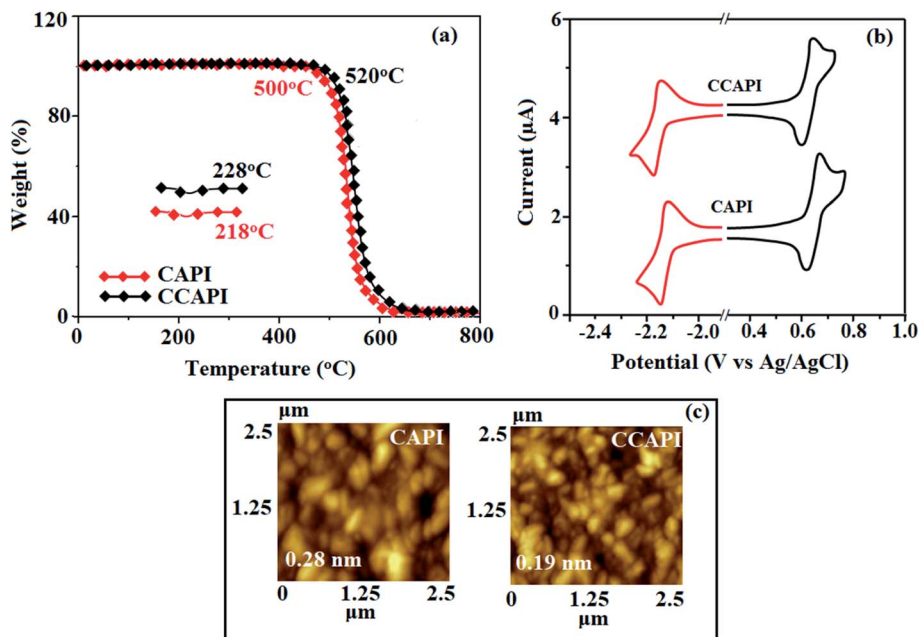 (a)
120
80
40
0
Weight (%)
500°C
520°C
228°C
218°C
CAPI
CCAPI
0
200
400
600
800
Temperature (°C)
(b)
6
4
2
0
Current (μA)
CCAPI
CAPI
-2.4
-2.2
-2.0
0.4
0.6
0.8
1.0
Potential (V vs Ag/AgCl)
(c)
μm
2.5
1.25
CAPI
0.28 nm
0
1.25
2.5
μm
μm
2.5
1.25
CCAPI
0.19 nm
0
1.25
2.5
μm